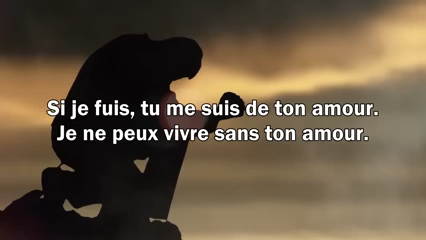 Si je fuis, tu me suis de ton amour.
Je ne peux vivre sans ton amour.